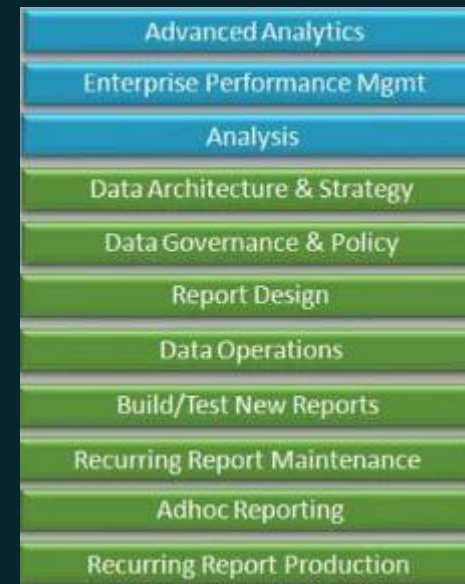 Advanced Analytics
Enterprise Performance Mgmt
Analysis
Data Architecture & Strategy
Data Governance & Policy
Report Design
Data Operations
Build/Test New Reports
Recurring Report Maintenance
Adhoc Reporting
Recurring Report Production